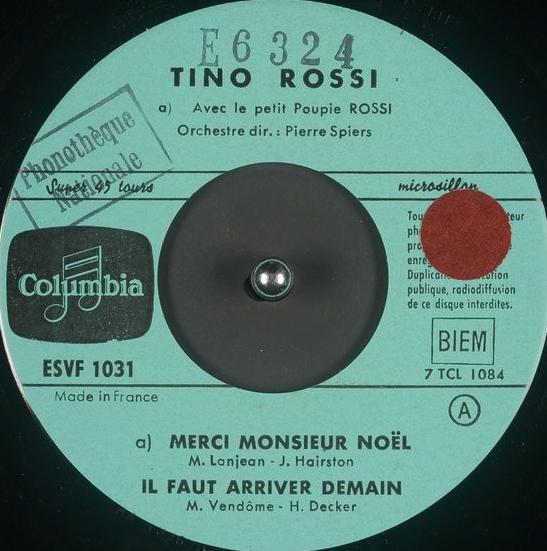 E6324
TINO ROSSI
a) Avec le petit Poupie ROSSI
Orchestre dir. : Pierre Spiers
Phonothèque
Nationale
Super 45 tours
microsillon
Columbia
Duplica
publique, radiodiffusion
de ce disque interdites.
ESVF 1031
BIEM
7 TCL 1084
Made in France
A
a) MERCI MONSIEUR NOËL
M. Lanjean - J. Hairston
IL FAUT ARRIVER DEMAIN
M. Vendôme - H. Decker